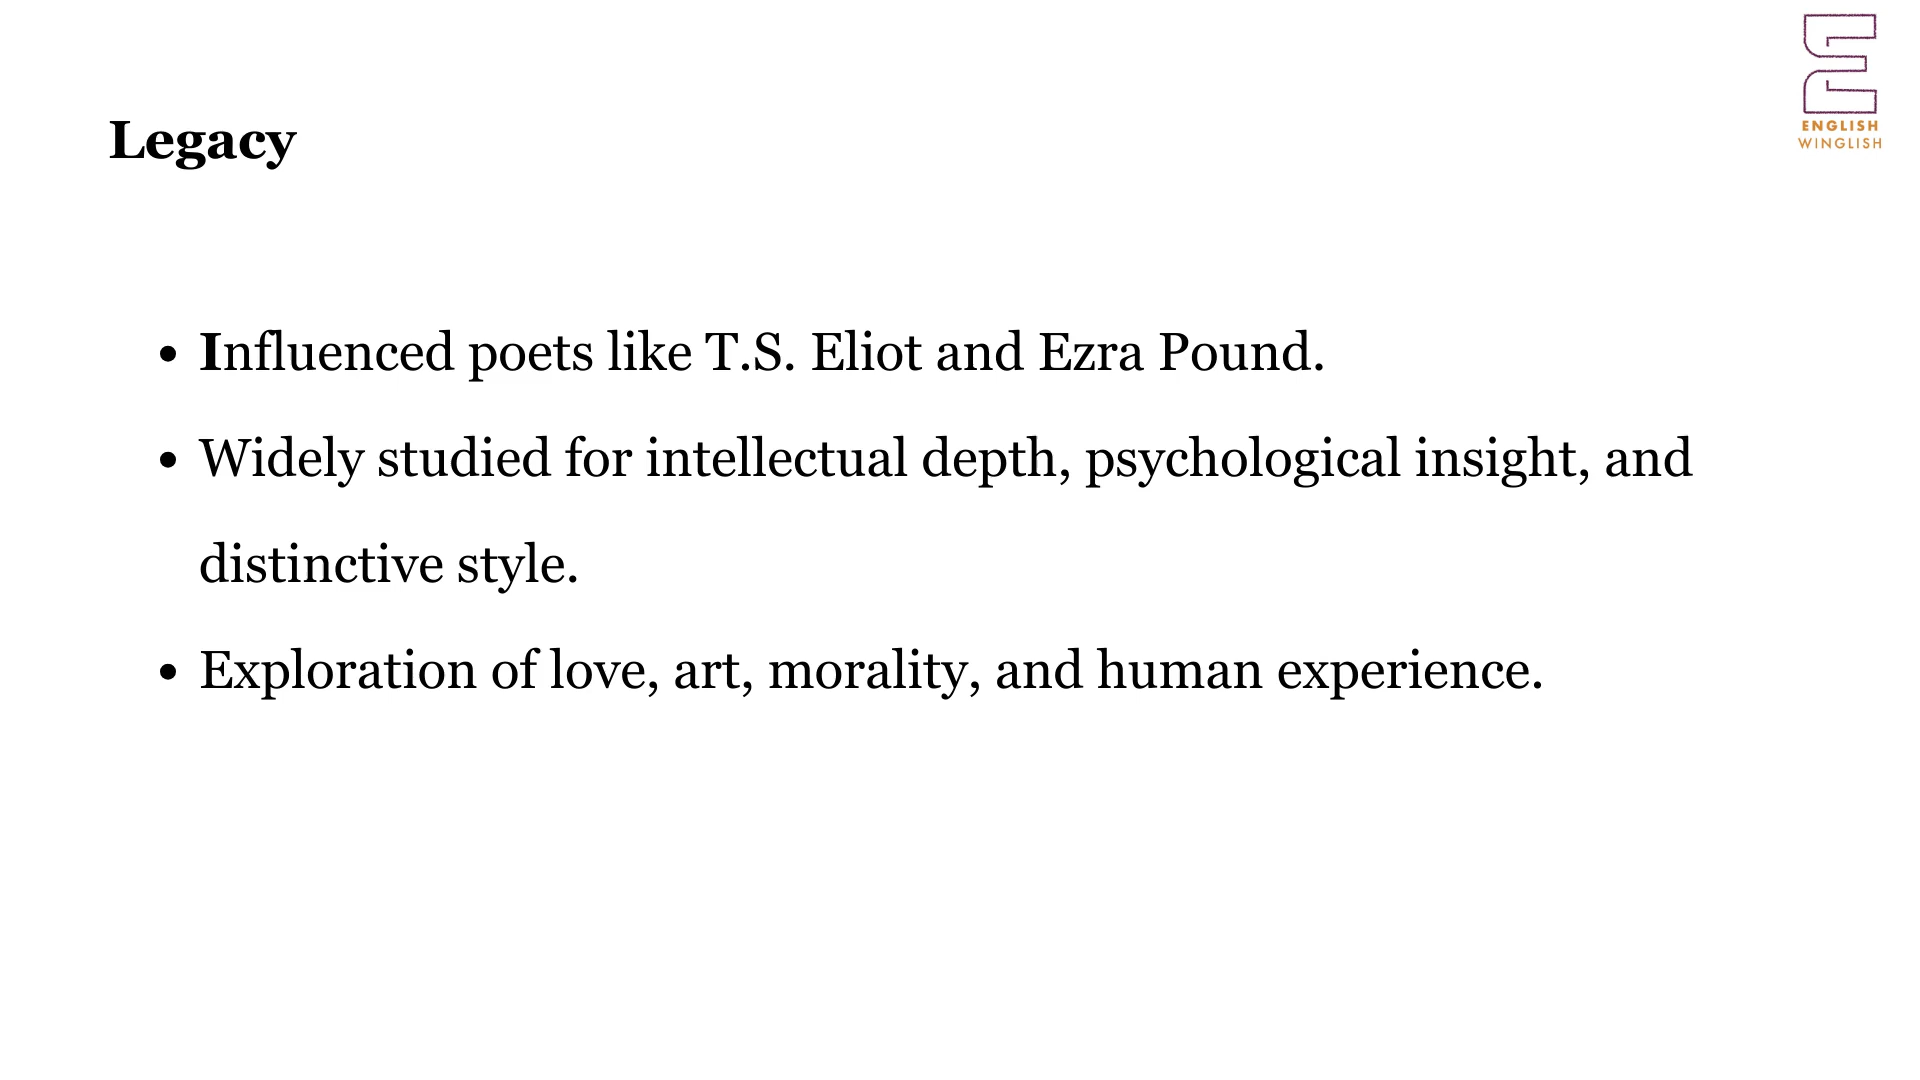 ENGLISH
WINGLISH
Legacy
• Influenced poets like T.S. Eliot and Ezra Pound.
• Widely studied for intellectual depth, psychological insight, and
distinctive style.
• Exploration of love, art, morality, and human experience.